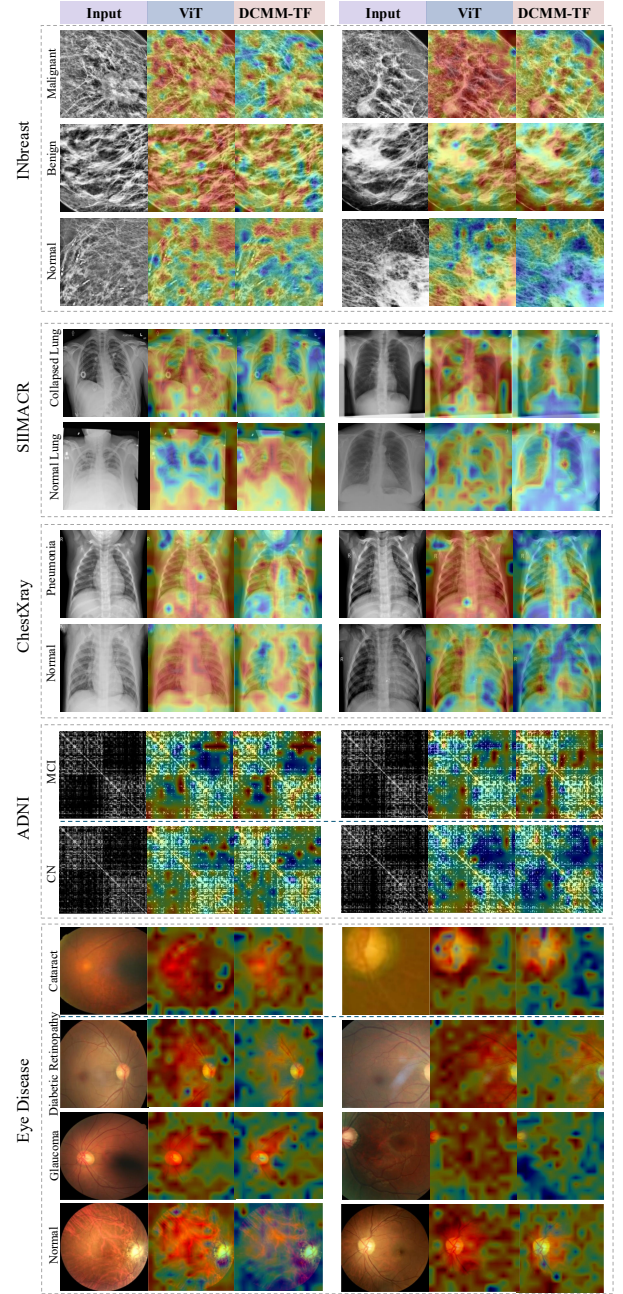 Input ViT DCMM-TF Input ViT DCMM-TF
INbreast
Malignant
Benign
Normal
SIIMACR
Collapsed Lung
Normal Lung
ChestXray
Pneumonia
Normal
ADNI
MCI
CN
Eye Disease
Cataract
Diabetic Retinopathy
Glaucoma
Normal